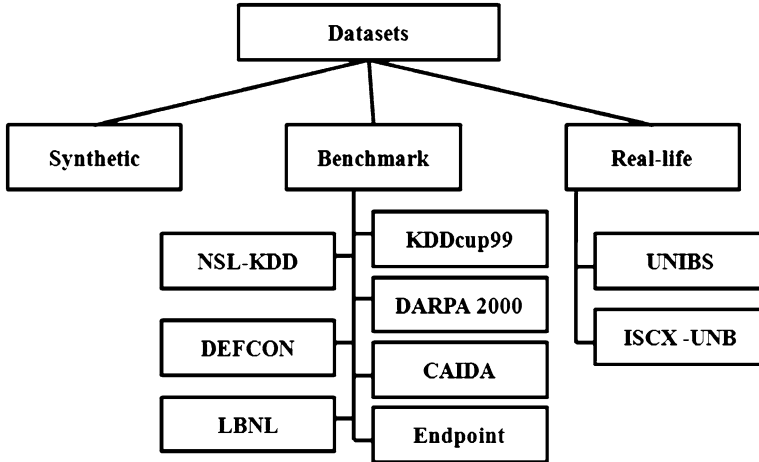 Datasets
Synthetic
Benchmark
Real-life
KDDcup99
NSL-KDD
UNIBS
DARPA 2000
DEFCON
ISCX -UNB
CAIDA
LBNL
Endpoint